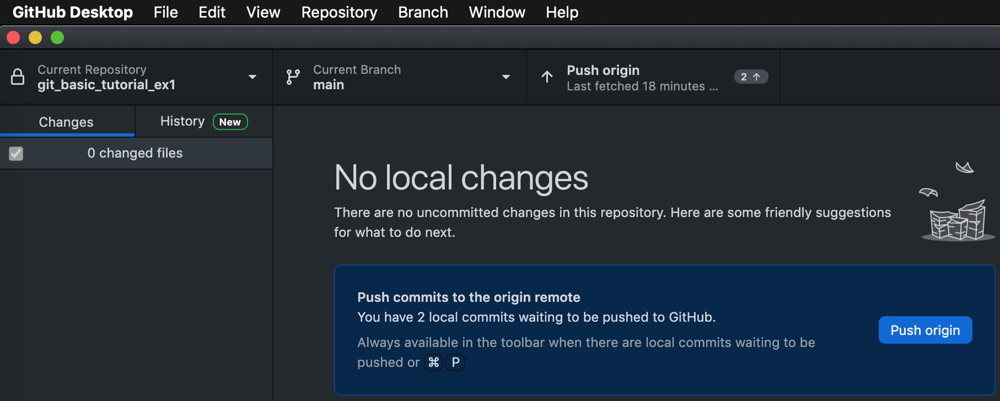 GitHub Desktop File Edit View Repository Branch Window Help
Current Repository
git_basic_tutorial_ex1
Current Branch
main
Push origin
Last fetched 18 minutes ...
2 ↑
Changes
History New
0 changed files
No local changes
There are no uncommitted changes in this repository. Here are some friendly suggestions
for what to do next.
Push commits to the origin remote
You have 2 local commits waiting to be pushed to GitHub.
Always available in the toolbar when there are local commits waiting to be
pushed or ⌘ P
Push origin